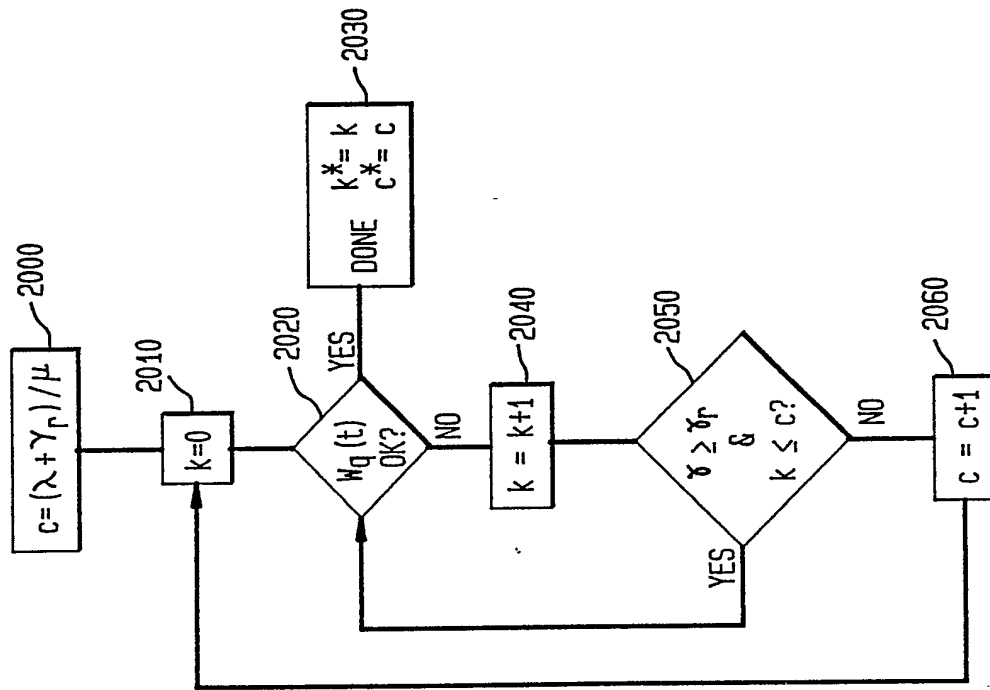 2000
c=(λ+γr)/μ
2010
k=0
2020
Wq(t)
OK?
YES
2030
DONE k*= k
c*= c
NO
2040
k = k+1
2050
γ ≥ γr
&
k ≤ c?
YES
NO
2060
c = c+1